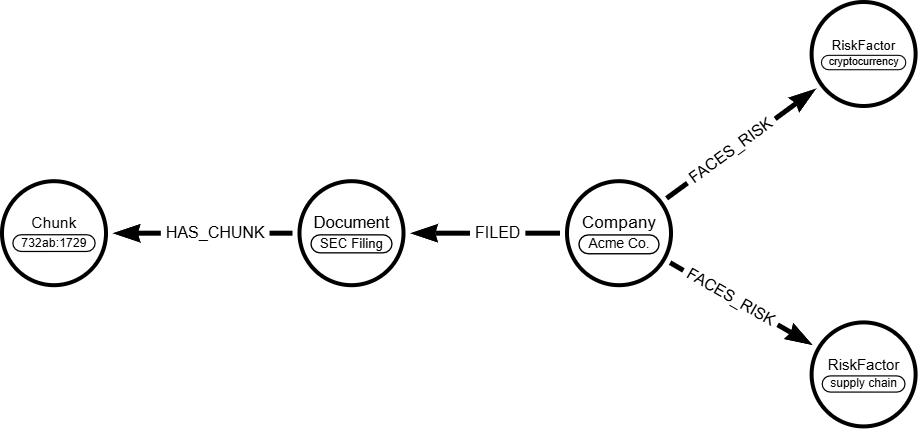 RiskFactor
cryptocurrency
FACES_RISK
Chunk
732ab:1729
HAS_CHUNK
Document
SEC Filing
FILED
Company
Acme Co.
FACES_RISK
RiskFactor
supply chain